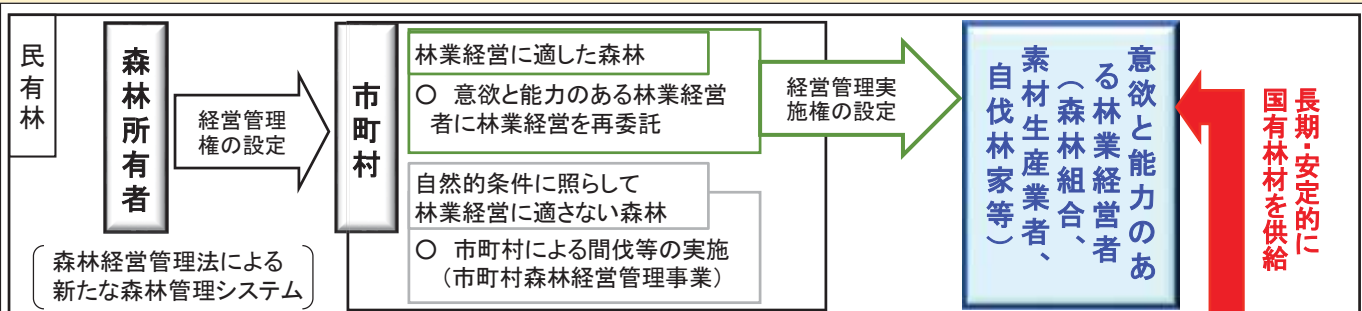 民有林
森林所有者
経営管理
権の設定
市町村
林業経営に適した森林
○ 意欲と能力のある林業経営
者に林業経営を再委託
自然的条件に照らして
林業経営に適さない森林
○ 市町村による間伐等の実施
（市町村森林経営管理事業）
経営管理実
施権の設定
意欲と能力のあ
る林業経営者
（森林組合、
素材生産業者、
自伐林家等）
長期・安定的に
国有林材を供給
森林経営管理法による
新たな森林管理システム